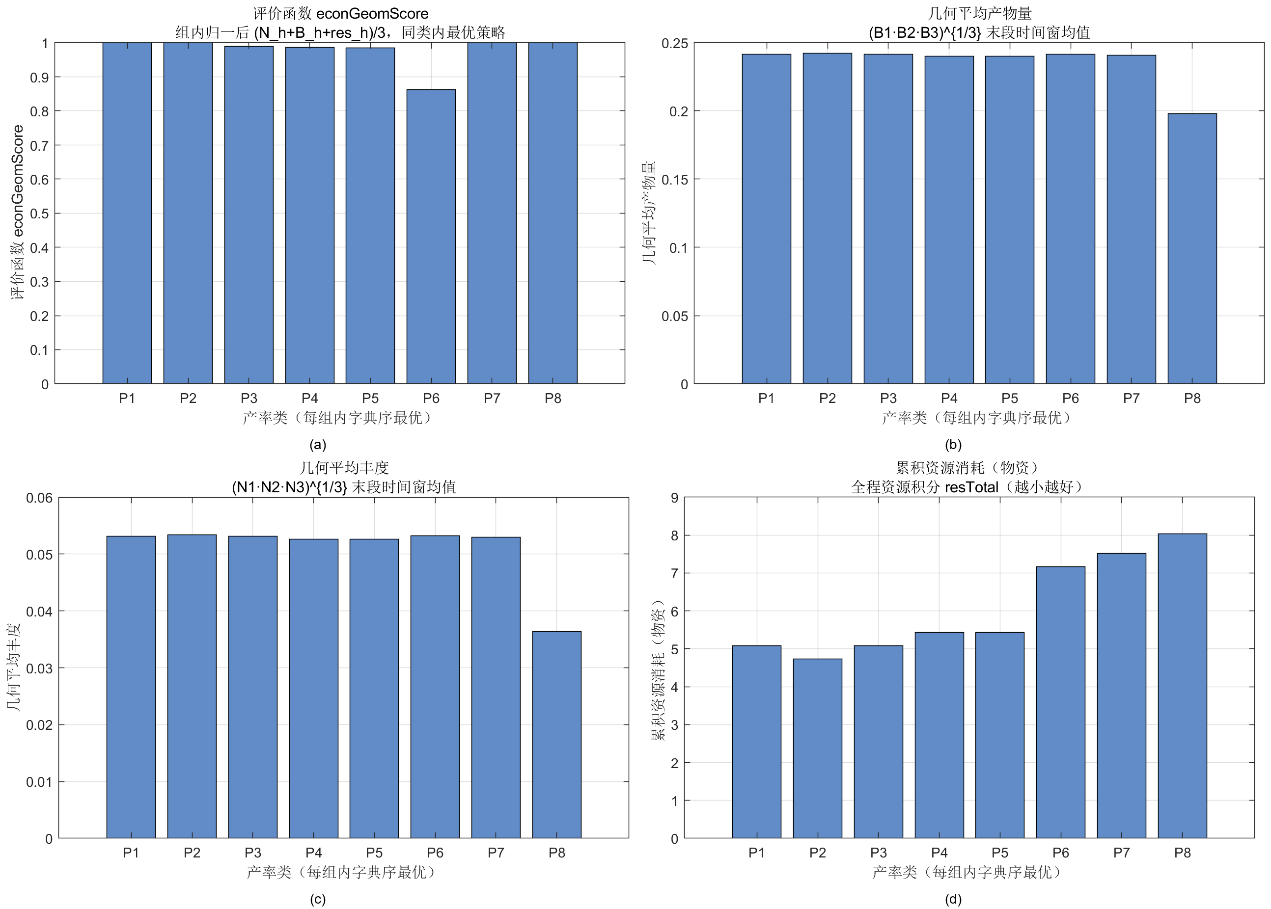 评价函数 econGeomScore
组内归一后 (N_h+B_h+res_h)/3，同类内最优策略
评价函数 econGeomScore
1
0.9
0.8
0.7
0.6
0.5
0.4
0.3
0.2
0.1
0
P1 P2 P3 P4 P5 P6 P7 P8
产率类（每组内字典序最优）
(a)
几何平均产物量
(B1·B2·B3)^{1/3} 末段时间窗均值
几何平均产物量
0.25
0.2
0.15
0.1
0.05
0
P1 P2 P3 P4 P5 P6 P7 P8
产率类（每组内字典序最优）
(b)
几何平均丰度
(N1·N2·N3)^{1/3} 末段时间窗均值
几何平均丰度
0.06
0.05
0.04
0.03
0.02
0.01
0
P1 P2 P3 P4 P5 P6 P7 P8
产率类（每组内字典序最优）
(c)
累积资源消耗（物资）
全程资源积分 resTotal（越小越好）
累积资源消耗（物资）
9
8
7
6
5
4
3
2
1
0
P1 P2 P3 P4 P5 P6 P7 P8
产率类（每组内字典序最优）
(d)